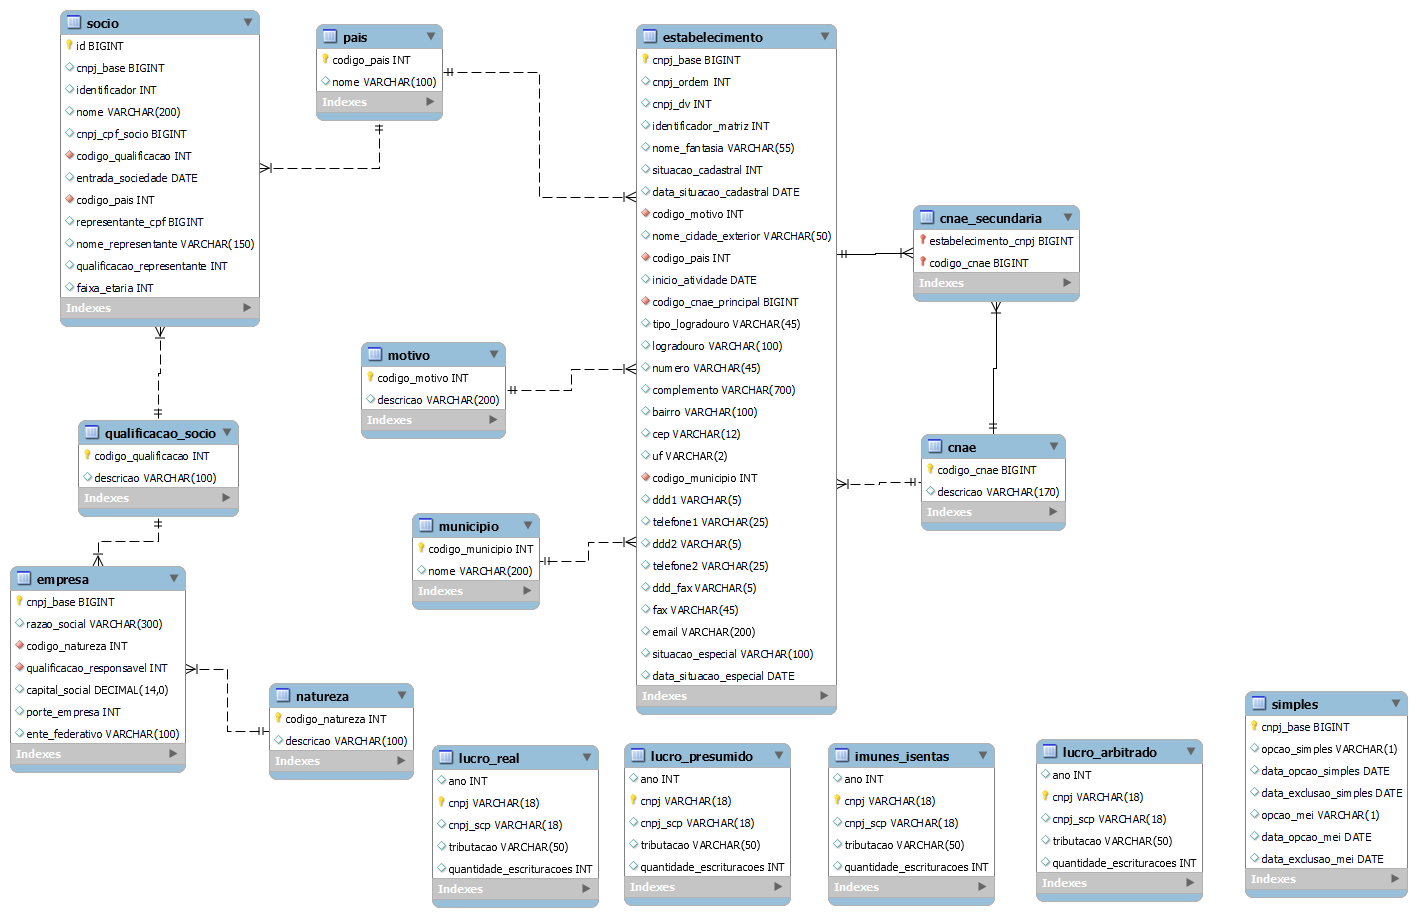 socio
id BIGINT
cnpj_base BIGINT
identificador INT
nome VARCHAR(200)
cnpj_cpf_socio BIGINT
codigo_qualificacao INT
entrada_sociedade DATE
codigo_pais INT
representante_cpf BIGINT
nome_representante VARCHAR(150)
qualificacao_representante INT
faixa_etaria INT
Indexes
pais
codigo_pais INT
nome VARCHAR(100)
Indexes
estabelecimento
cnpj_base BIGINT
cnpj_ordem INT
cnpj_dv INT
identificador_matriz INT
nome_fantasia VARCHAR(55)
situacao_cadastral INT
data_situacao_cadastral DATE
codigo_motivo INT
nome_cidade_exterior VARCHAR(50)
codigo_pais INT
inicio_atividade DATE
codigo_cnae_principal BIGINT
tipo_logradouro VARCHAR(45)
logradouro VARCHAR(100)
numero VARCHAR(45)
complemento VARCHAR(700)
bairro VARCHAR(100)
cep VARCHAR(12)
uf VARCHAR(2)
codigo_municipio INT
ddd1 VARCHAR(5)
telefone1 VARCHAR(25)
ddd2 VARCHAR(5)
telefone2 VARCHAR(25)
ddd_fax VARCHAR(5)
fax VARCHAR(45)
email VARCHAR(200)
situacao_especial VARCHAR(100)
data_situacao_especial DATE
Indexes
cnae_secundaria
estabelecimento_cnpj BIGINT
codigo_cnae BIGINT
Indexes
motivo
codigo_motivo INT
descricao VARCHAR(200)
Indexes
qualificacao_socio
codigo_qualificacao INT
descricao VARCHAR(100)
Indexes
cnae
codigo_cnae BIGINT
descricao VARCHAR(170)
Indexes
municipio
codigo_municipio INT
nome VARCHAR(200)
Indexes
empresa
cnpj_base BIGINT
razao_social VARCHAR(300)
codigo_natureza INT
qualificacao_responsavel INT
capital_social DECIMAL(14,0)
porte_empresa INT
ente_federativo VARCHAR(100)
Indexes
natureza
codigo_natureza INT
descricao VARCHAR(100)
Indexes
lucro_real
ano INT
cnpj VARCHAR(18)
cnpj_scp VARCHAR(18)
tributacao VARCHAR(50)
quantidade_escrituracoes INT
Indexes
lucro_presumido
ano INT
cnpj VARCHAR(18)
cnpj_scp VARCHAR(18)
tributacao VARCHAR(50)
quantidade_escrituracoes INT
Indexes
imunes_isentas
ano INT
cnpj VARCHAR(18)
cnpj_scp VARCHAR(18)
tributacao VARCHAR(50)
quantidade_escrituracoes INT
Indexes
lucro_arbitrado
ano INT
cnpj VARCHAR(18)
cnpj_scp VARCHAR(18)
tributacao VARCHAR(50)
quantidade_escrituracoes INT
Indexes
simples
cnpj_base BIGINT
opcao_simples VARCHAR(1)
data_opcao_simples DATE
data_exclusao_simples DATE
opcao_mei VARCHAR(1)
data_opcao_mei DATE
data_exclusao_mei DATE
Indexes